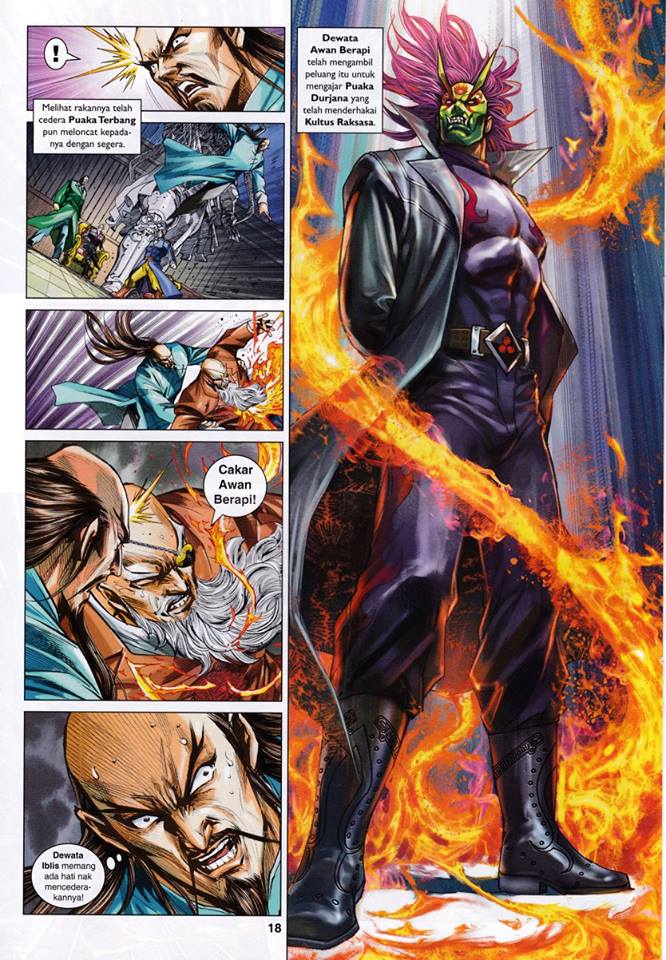 !
Melihat rakannya telah
cedera Puaka Terbang
pun meloncat kepada-
nya dengan segera.
Cakar
Awan
Berapi!
Dewata
Iblis memang
ada hati nak
mencedera-
kannya!
18
Dewata
Awan Berapi
telah mengambil
peluang itu untuk
mengajar Puaka
Durjana yang
telah menderhakai
Kultus Raksasa.